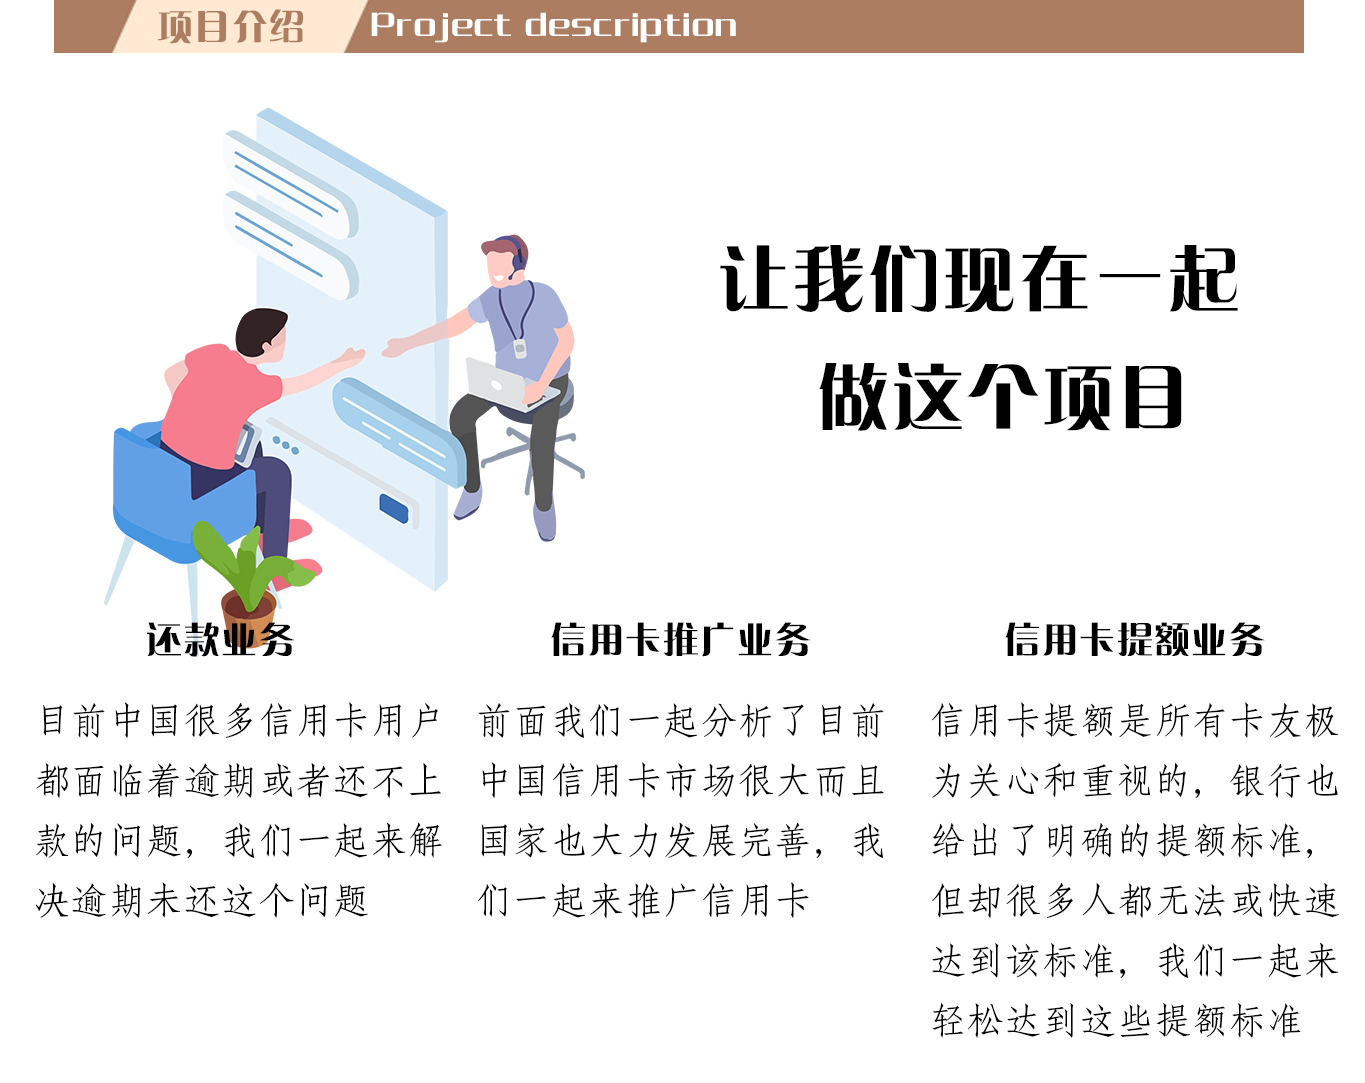 项目介绍 Project description
让我们现在一起
做这个项目
还款业务
目前中国很多信用卡用户
都面临着逾期或者还不上
款的问题，我们一起来解
决逾期未还这个问题
信用卡推广业务
前面我们一起分析了目前
中国信用卡市场很大而且
国家也大力发展完善，我
们一起来推广信用卡
信用卡提额业务
信用卡提额是所有卡友极
为关心和重视的，银行也
给出了明确的提额标准，
但却很多人都无法或快速
达到该标准，我们一起来
轻松达到这些提额标准